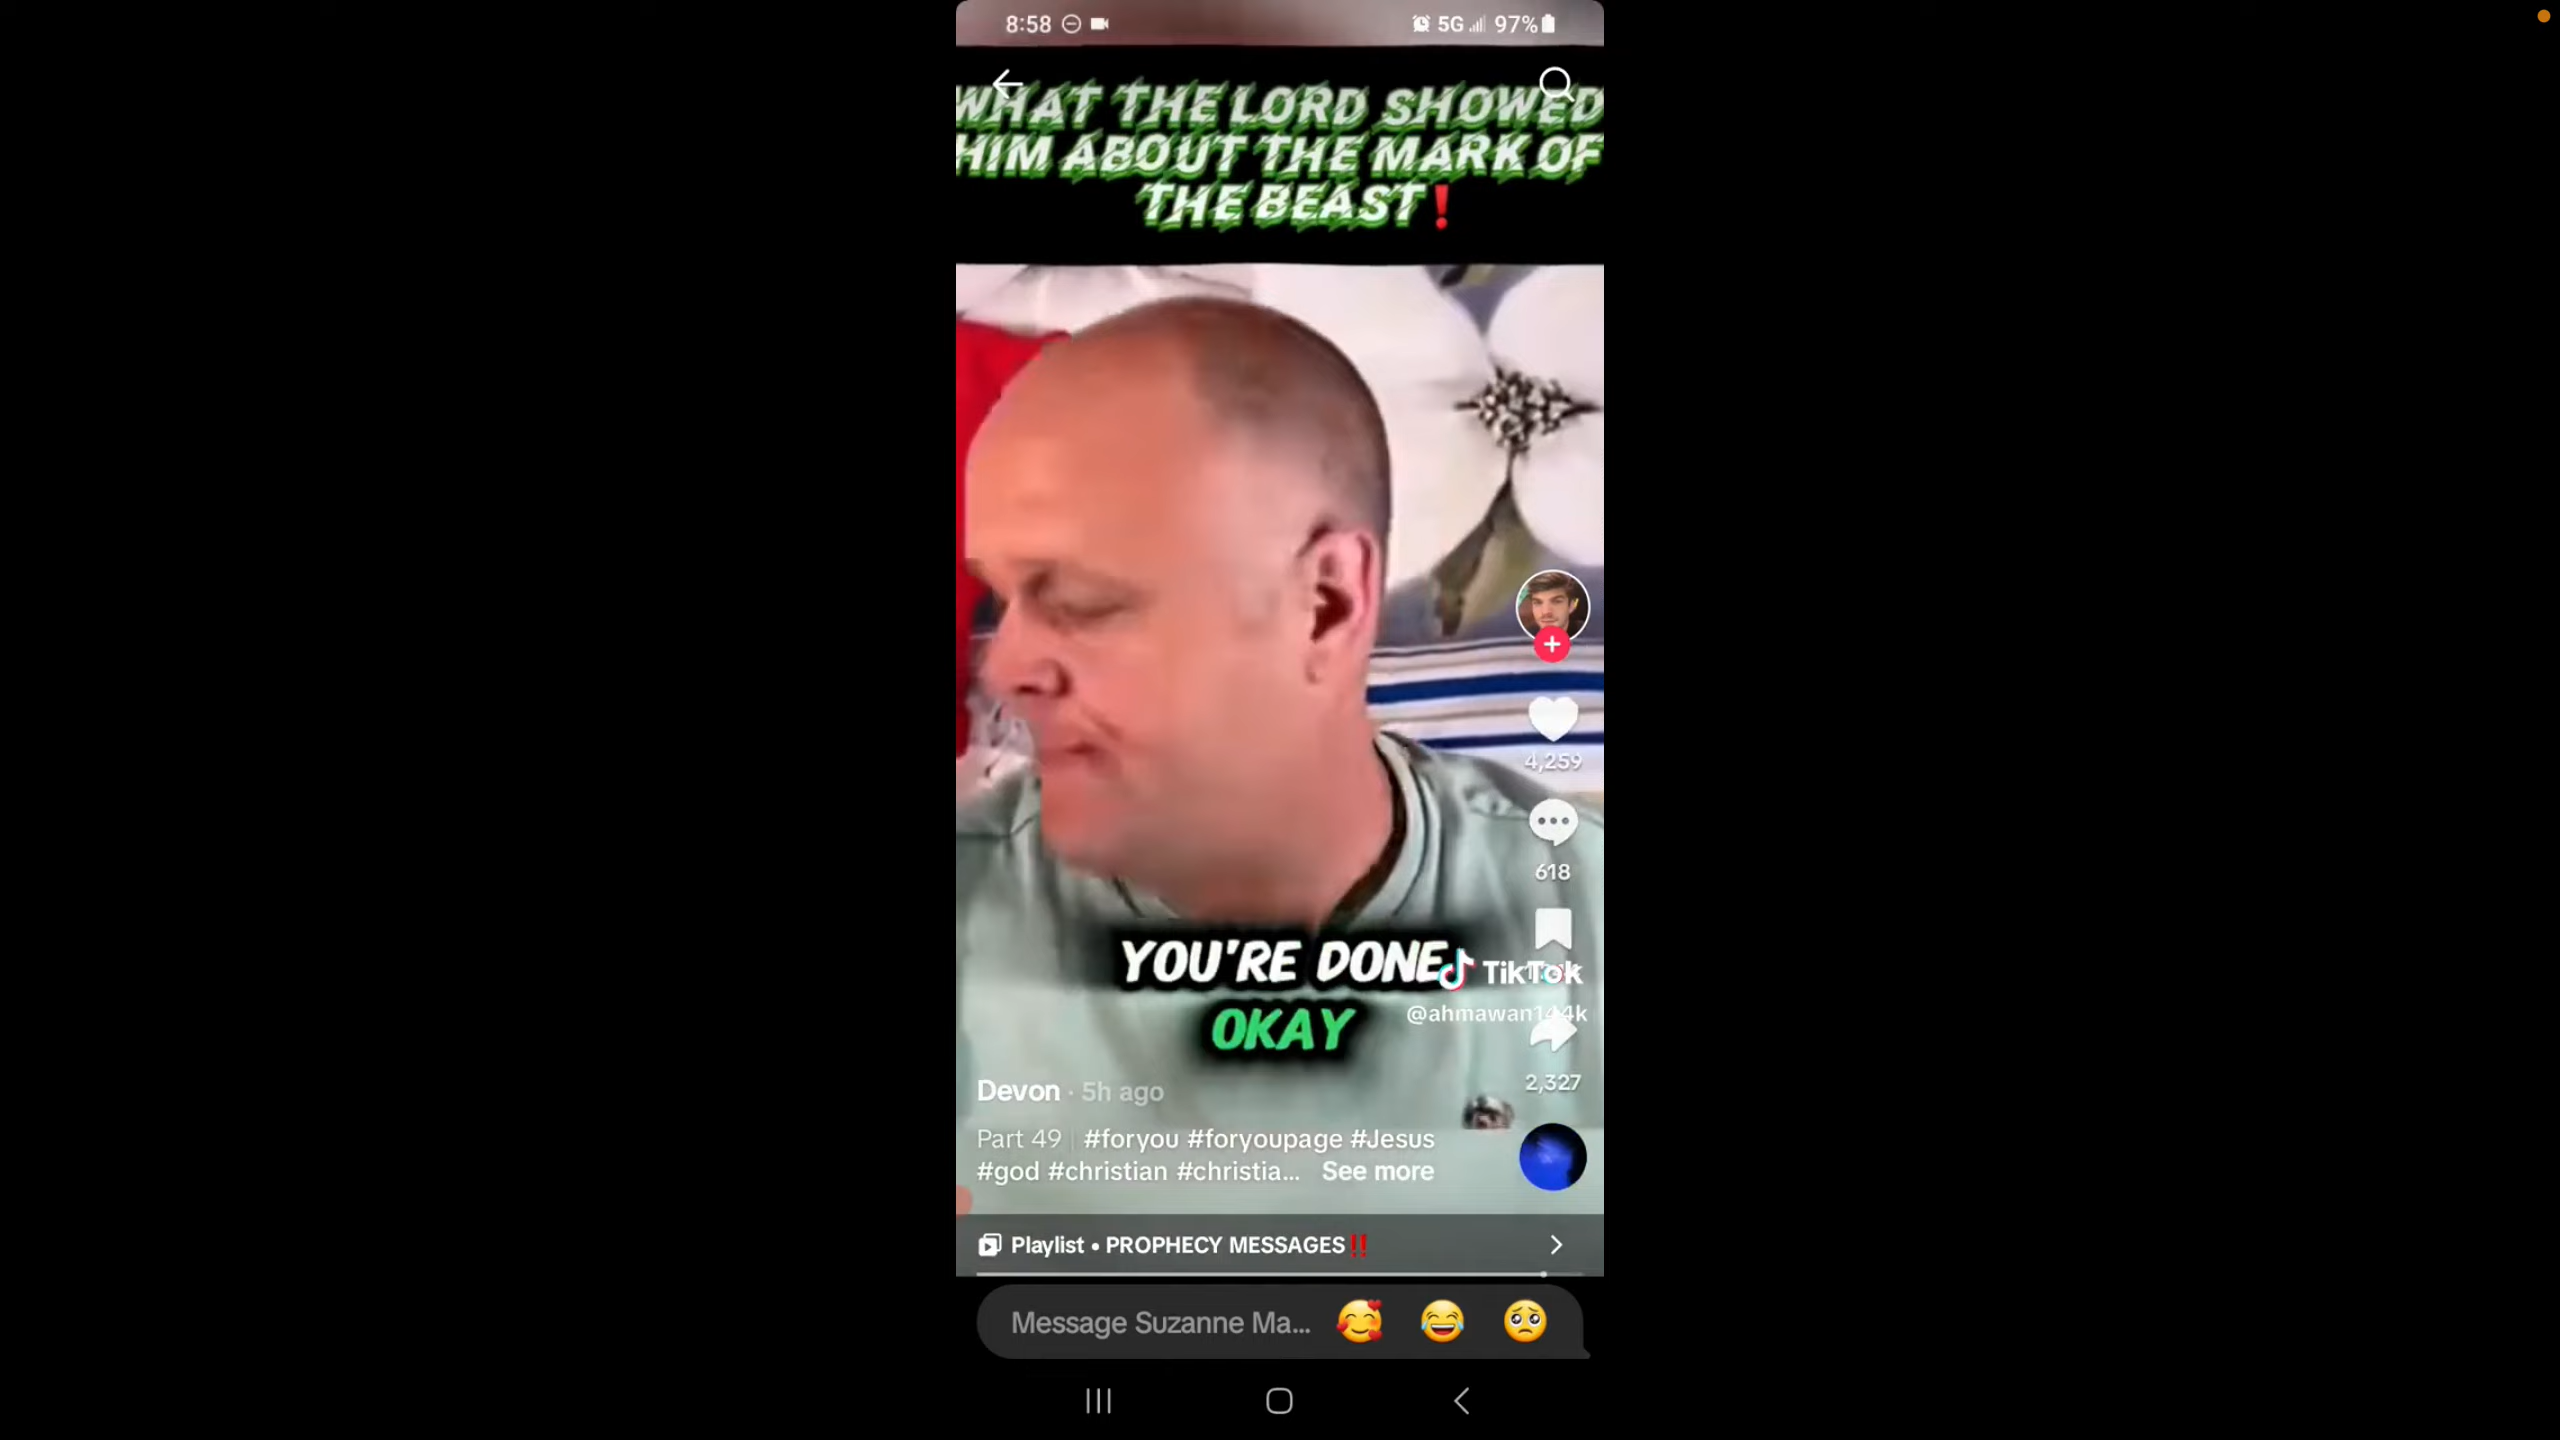 8:58
5G 97%
WHAT THE LORD SHOWED
HIM ABOUT THE MARK OF
THE BEAST❗
4,259
618
YOU'RE DONE
OKAY
TikTok
@ahmawan144k
2,327
Devon · 5h ago
Part 49 | #foryou #foryoupage #Jesus
#god #christian #christia... See more
Playlist • PROPHECY MESSAGES‼️
Message Suzanne Ma...